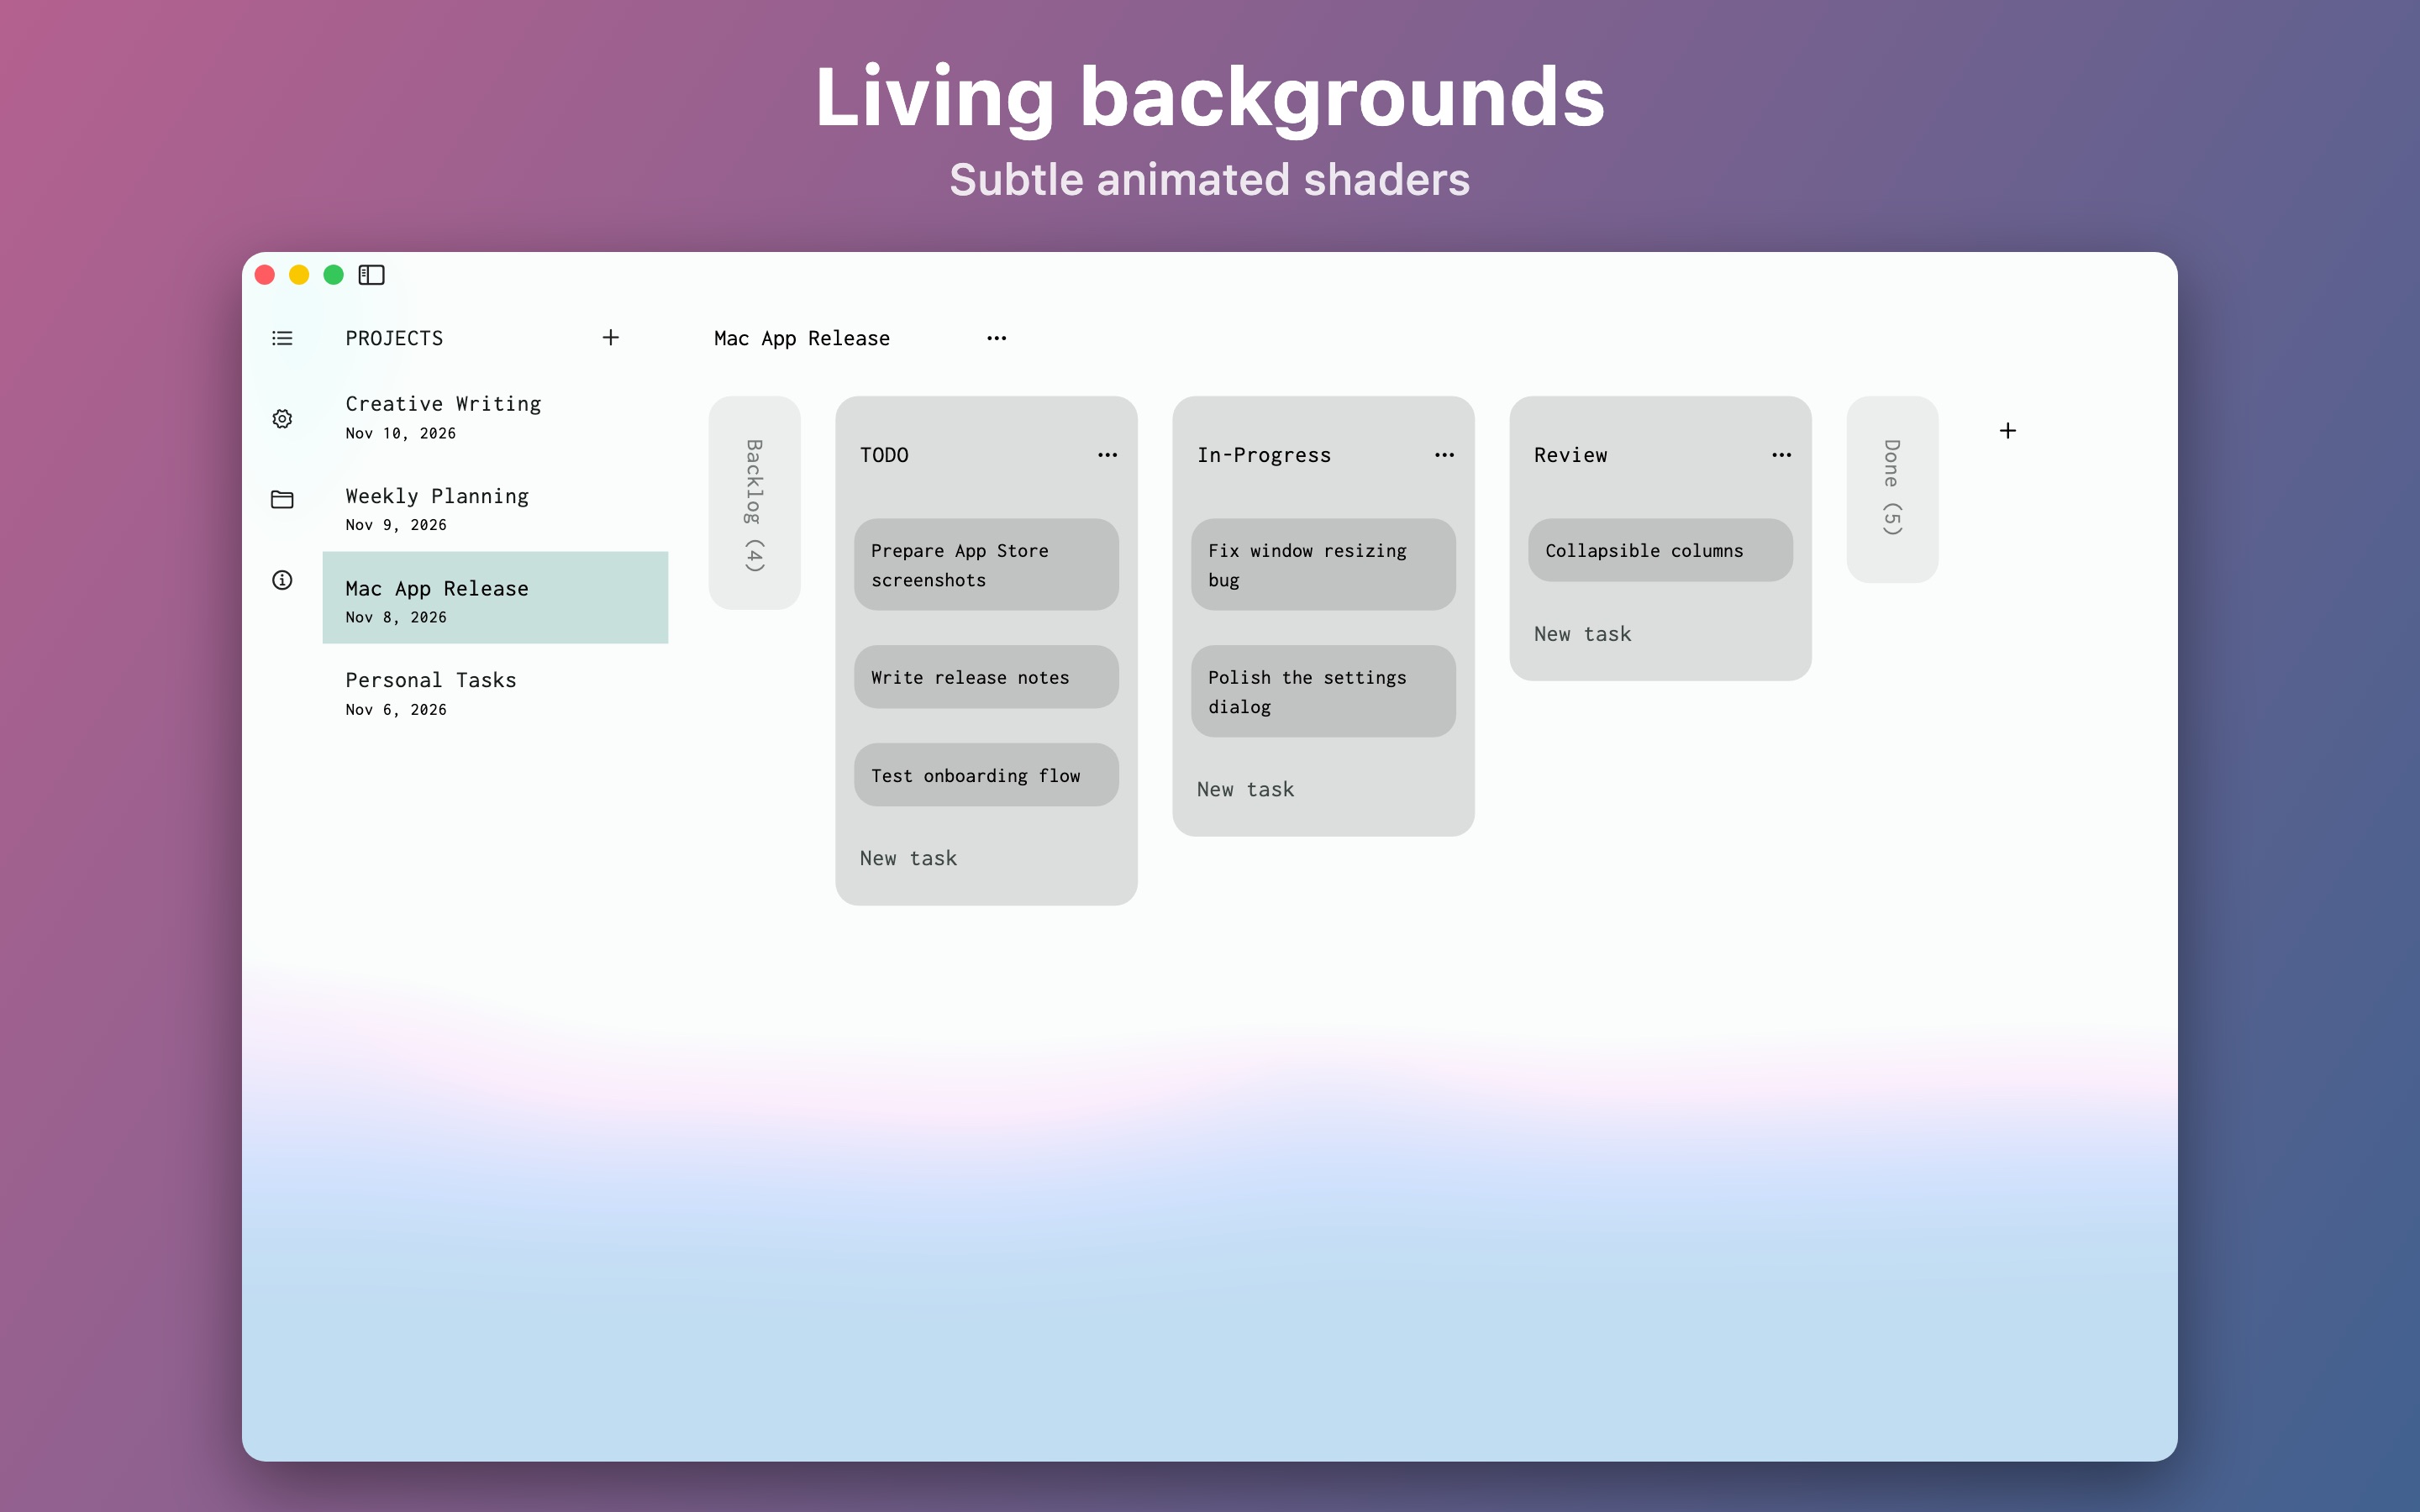 Living backgrounds
Subtle animated shaders
PROJECTS
Creative Writing
Nov 10, 2026
Weekly Planning
Nov 9, 2026
Mac App Release
Nov 8, 2026
Personal Tasks
Nov 6, 2026
Mac App Release
Backlog (4)
TODO
Prepare App Store
screenshots
Write release notes
Test onboarding flow
New task
In-Progress
Fix window resizing
bug
Polish the settings
dialog
New task
Review
Collapsible columns
New task
Done (5)